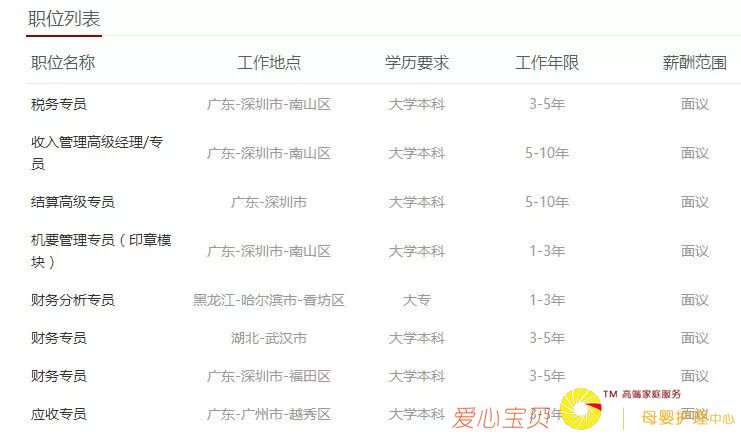 职位列表
职位名称 工作地点 学历要求 工作年限 薪酬范围
税务专员 广东-深圳市-南山区 大学本科 3-5年 面议
收入管理高级经理/专
员 广东-深圳市-南山区 大学本科 5-10年 面议
结算高级专员 广东-深圳市 大学本科 5-10年 面议
机要管理专员（印章模
块） 广东-深圳市-南山区 大学本科 1-3年 面议
财务分析专员 黑龙江-哈尔滨市-香坊区 大专 1-3年 面议
财务专员 湖北-武汉市 大学本科 3-5年 面议
财务专员 广东-深圳市-福田区 大学本科 3-5年 面议
应收专员 广东-广州市-越秀区 大学本科 3-5年 面议
TM 高端家庭服务
爱心宝贝 母婴护理中心